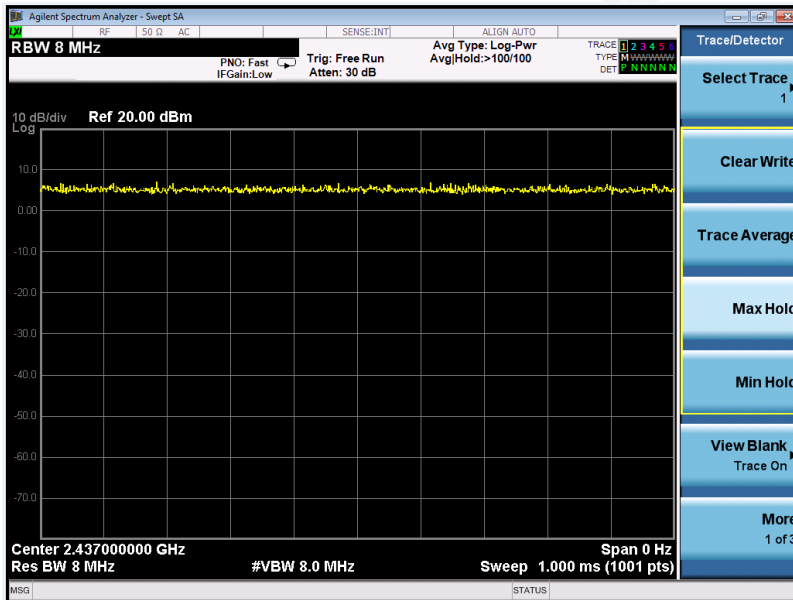 Agilent Spectrum Analyzer - Swept SA
LXI RF 50 Ω AC SENSE:INT ALIGN AUTO
RBW 8 MHz
PNO: Fast
IFGain:Low
Trig: Free Run
Atten: 30 dB
Avg Type: Log-Pwr
Avg|Hold:>100/100
TRACE 1 2 3 4 5 6
TYPE M WWWWW
DET P N N N N N
10 dB/div Ref 20.00 dBm
Log
10.0
0.00
-10.0
-20.0
-30.0
-40.0
-50.0
-60.0
-70.0
Center 2.437000000 GHz Span 0 Hz
Res BW 8 MHz #VBW 8.0 MHz Sweep 1.000 ms (1001 pts)
MSG STATUS
Trace/Detector
Select Trace
1
Clear Write
Trace Average
Max Hold
Min Hold
View Blank
Trace On
More
1 of 3